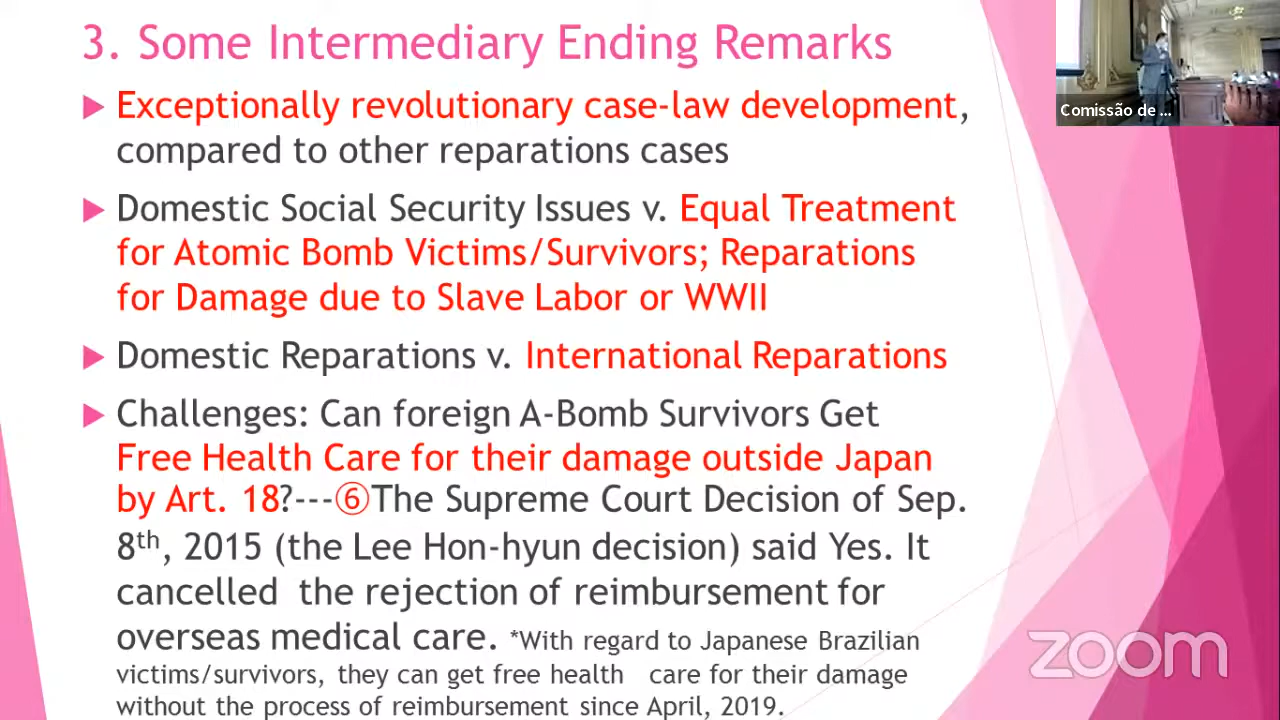 3. Some Intermediary Ending Remarks
Exceptionally revolutionary case-law development,
compared to other reparations cases
Domestic Social Security Issues v. Equal Treatment
for Atomic Bomb Victims/Survivors; Reparations
for Damage due to Slave Labor or WWII
Domestic Reparations v. International Reparations
Challenges: Can foreign A-Bomb Survivors Get
Free Health Care for their damage outside Japan
by Art. 18?---⑥The Supreme Court Decision of Sep.
8th, 2015 (the Lee Hon-hyun decision) said Yes. It
cancelled the rejection of reimbursement for
overseas medical care. *With regard to Japanese Brazilian
victims/survivors, they can get free health care for their damage
without the process of reimbursement since April, 2019.
Comissão de ...
zoom